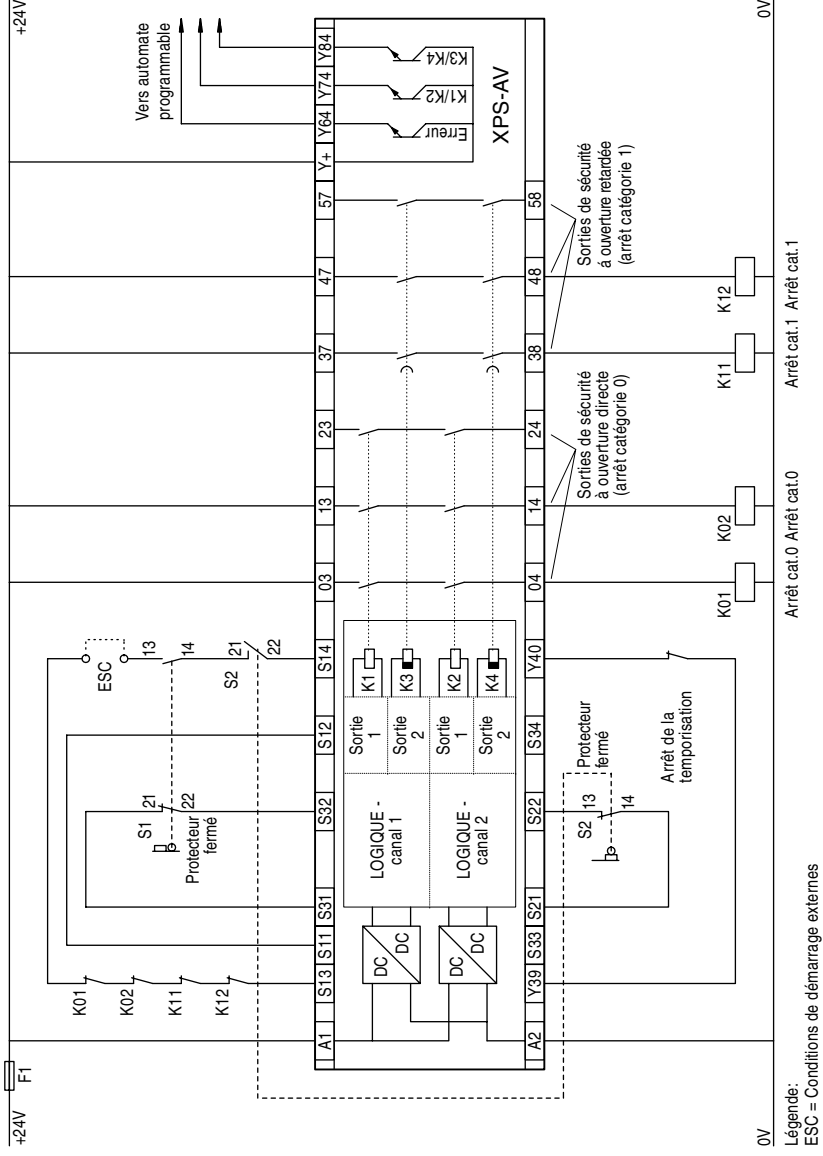 +24V
F1
+24V
K01
K02
K11
K12
S1
21
22
Protecteur
fermé
ESC
13
14
S2
21
22
Vers automate
programmable
A1
S13
S11
S31
S32
S12
S14
03
13
23
37
47
57
Y+
Y64
Y74
Y84
DC
DC
DC
DC
LOGIQUE -
canal 1
LOGIQUE -
canal 2
Sortie
1
Sortie
2
Sortie
1
Sortie
2
K1
K3
K2
K4
Erreur
K1/K2
K3/K4
XPS-AV
A2
Y39
S33
S21
S22
S34
Y40
04
14
24
38
48
58
S2
13
14
Protecteur
fermé
Arrêt de la
temporisation
Sorties de sécurité
à ouverture directe
(arrêt catégorie 0)
Sorties de sécurité
á ouverture retardée
(arrêt catégorie 1)
K01
K02
K11
K12
0V
0V
Arrêt cat.0 Arrêt cat.0
Arrêt cat.1 Arrêt cat.1
Légende:
ESC = Conditions de démarrage externes